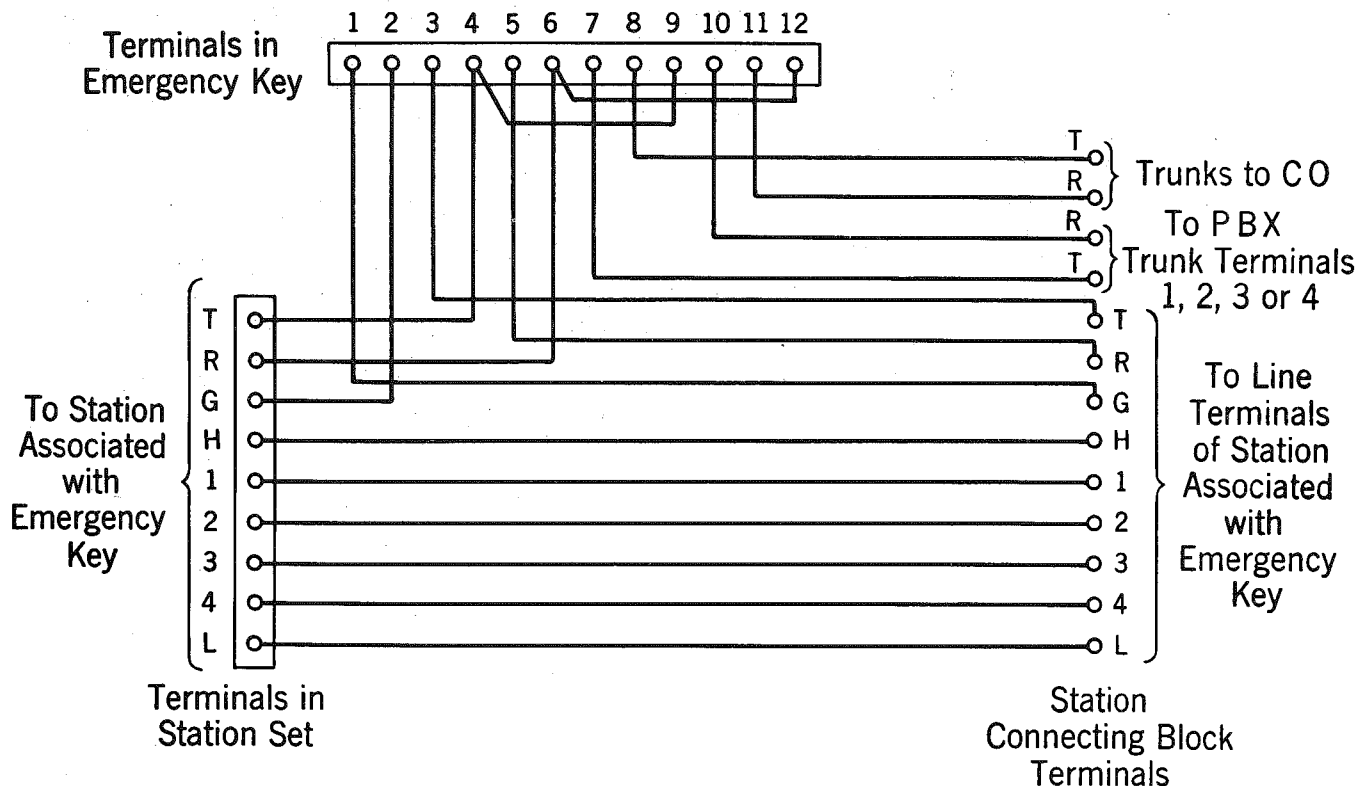 1 2 3 4 5 6 7 8 9 10 11 12
Terminals in
Emergency Key
T
R
Trunks to CO
R
T
To PBX
Trunk Terminals
1, 2, 3 or 4
T
R
G
H
1
2
3
4
L
To Station
Associated
with
Emergency
Key
T
R
G
H
1
2
3
4
L
To Line
Terminals
of Station
Associated
with
Emergency
Key
Terminals in
Station Set
Station
Connecting Block
Terminals